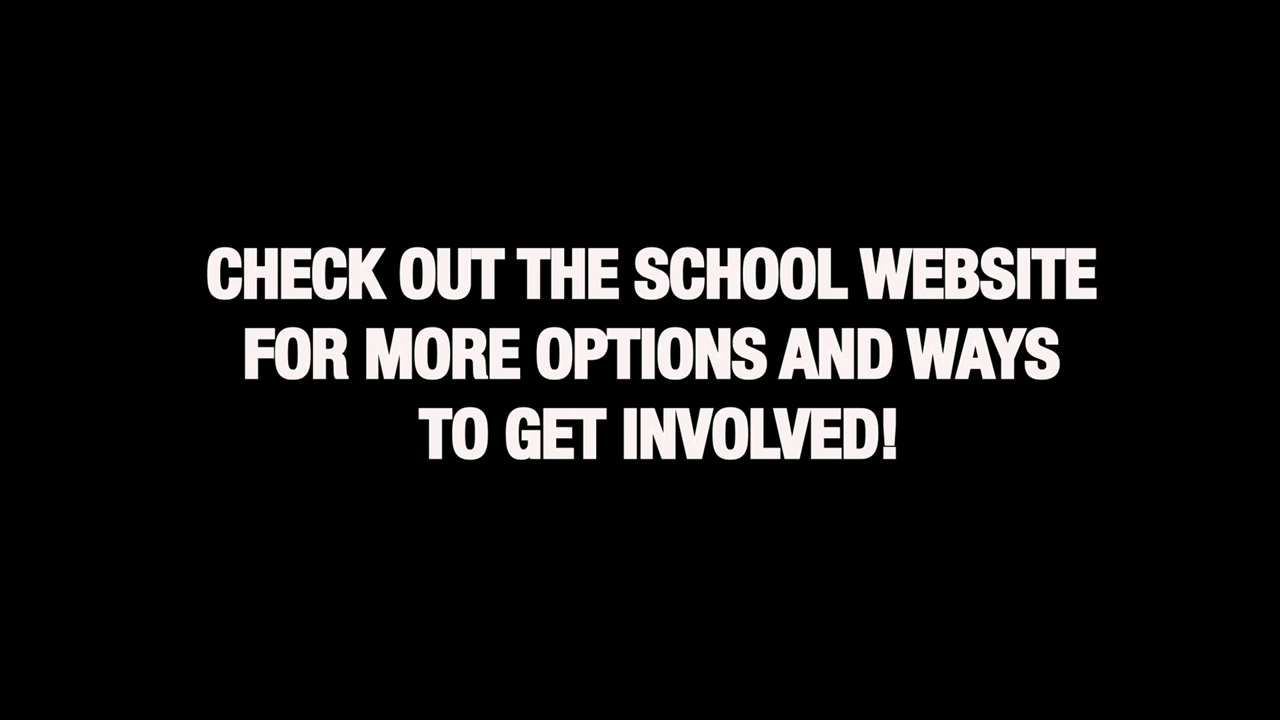 CHECK OUT THE SCHOOL WEBSITE
FOR MORE OPTIONS AND WAYS
TO GET INVOLVED!